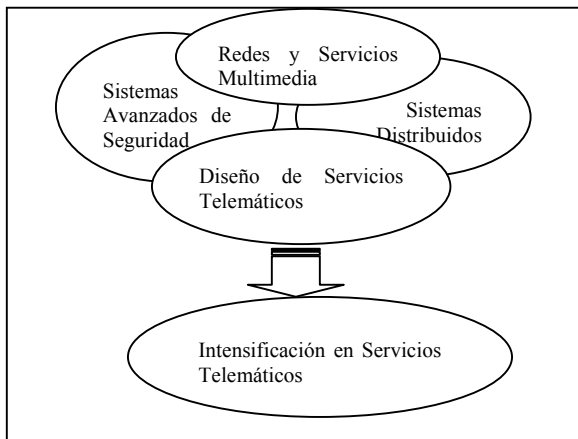 Redes y Servicios
Multimedia
Sistemas
Avanzados de
Seguridad
Sistemas
Distribuidos
Diseño de Servicios
Telemáticos
Intensificación en Servicios
Telemáticos